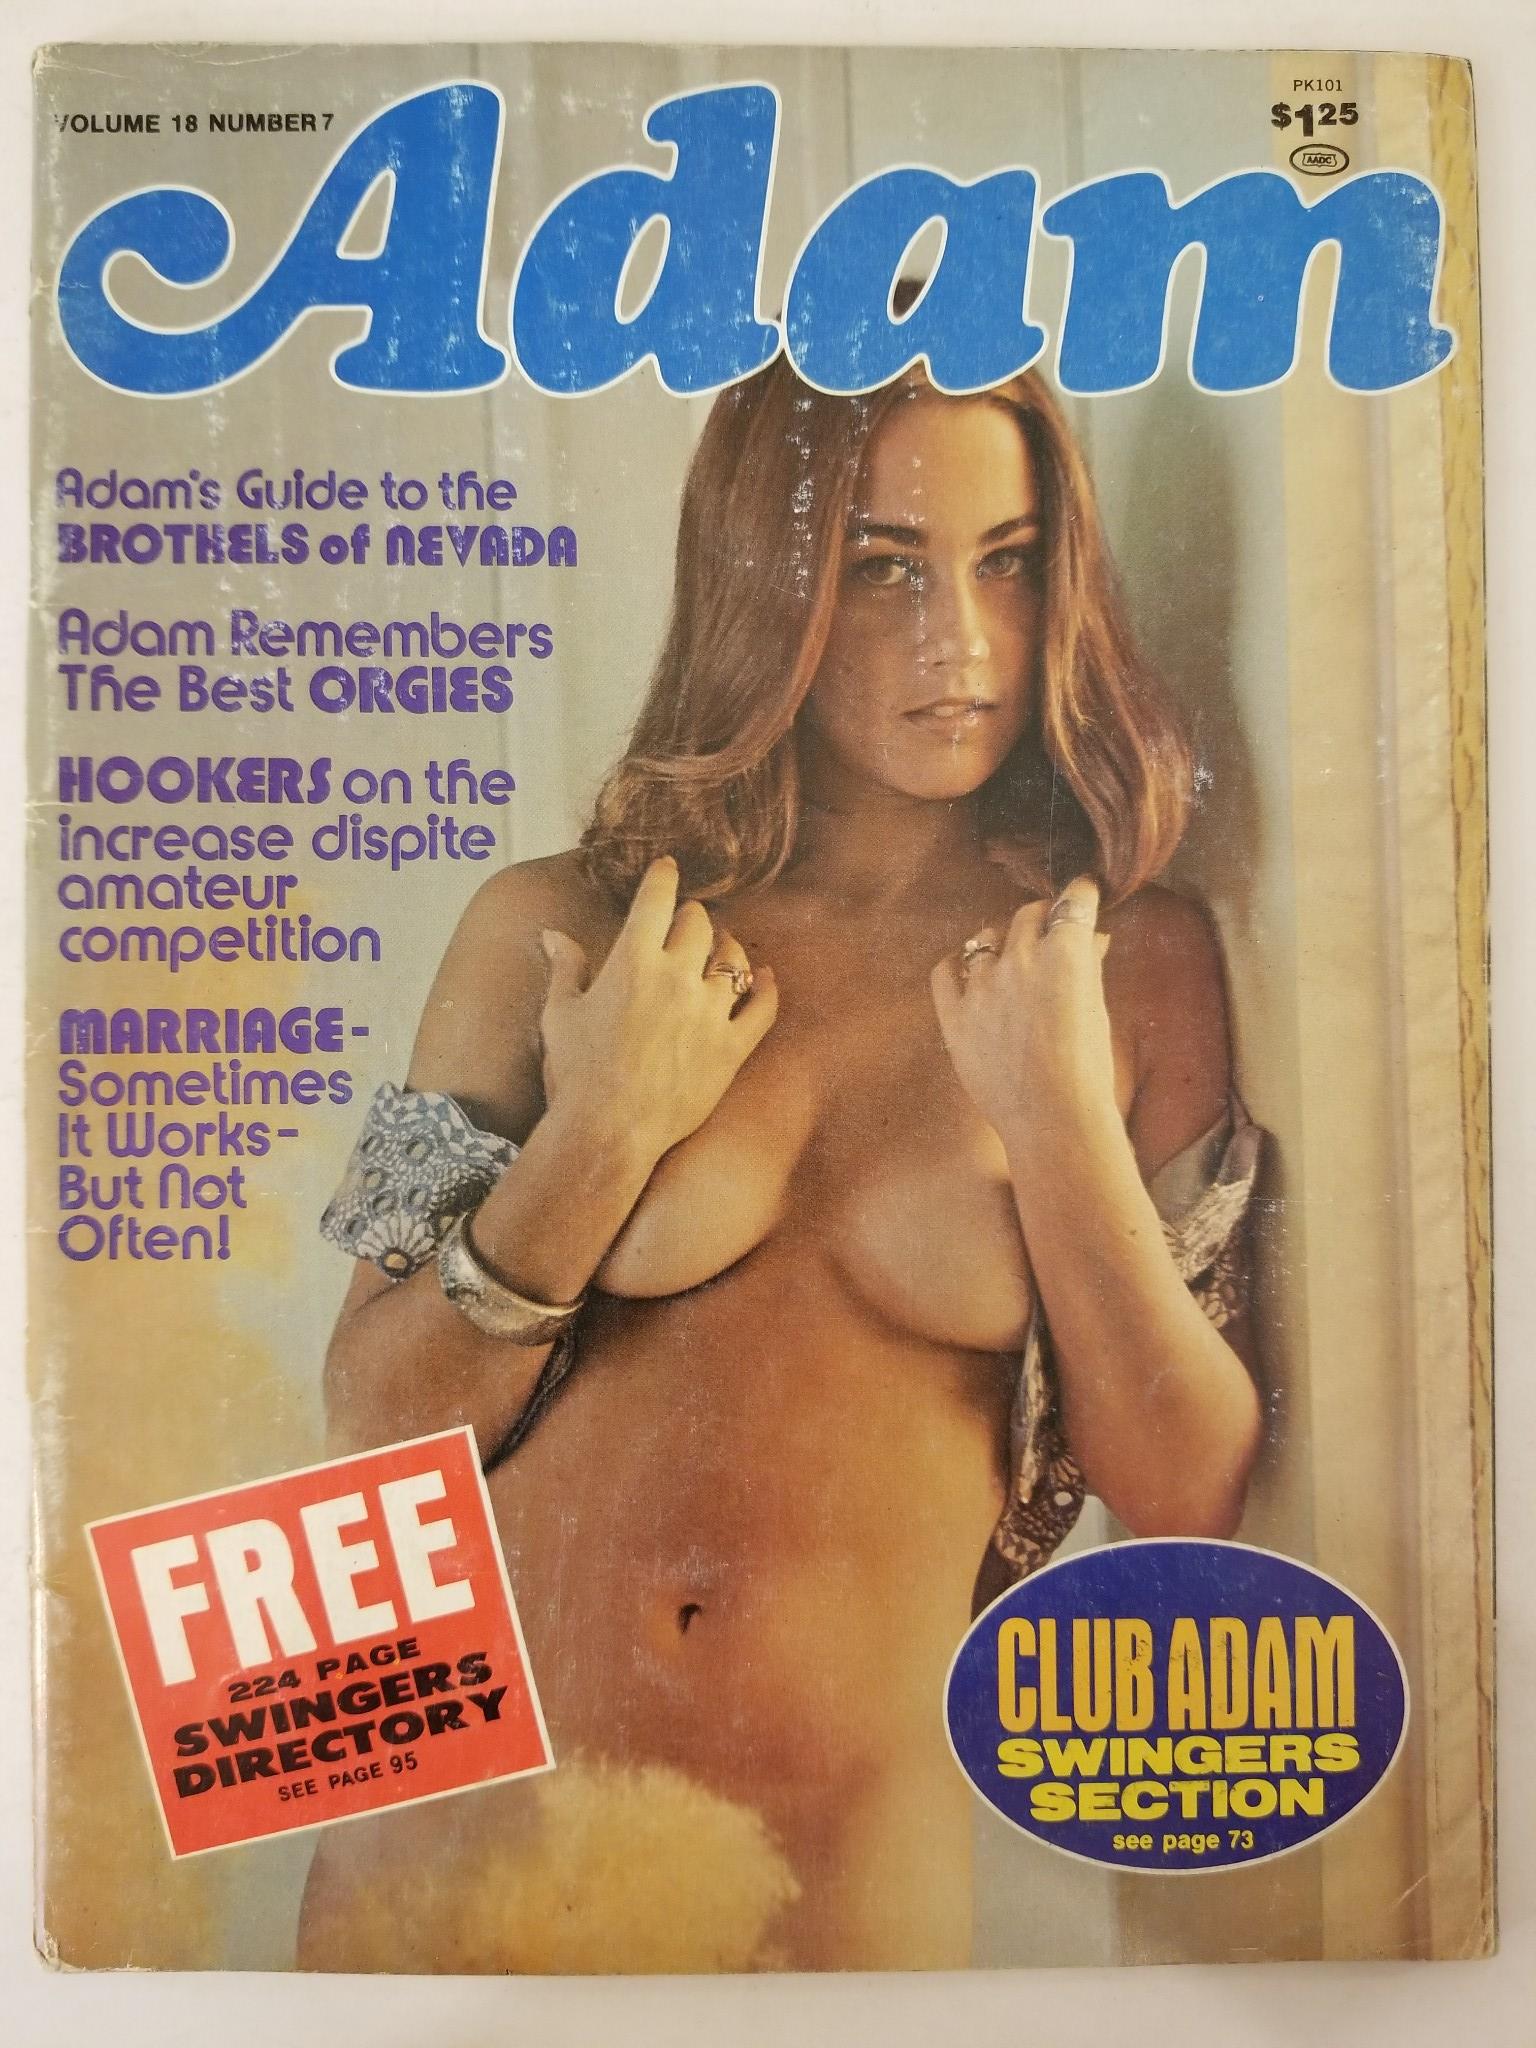 VOLUME 18 NUMBER 7
PK101
$1.25
AADC
Adam
Adam's Guide to the
BROTHELS of NEVADA
Adam Remembers
The Best ORGIES
HOOKERS on the
increase dispite
amateur
competition
MARRIAGE-
Sometimes
It Works-
But Not
Often!
FREE
224 PAGE
SWINGERS
DIRECTORY
SEE PAGE 95
CLUB ADAM
SWINGERS
SECTION
see page 73